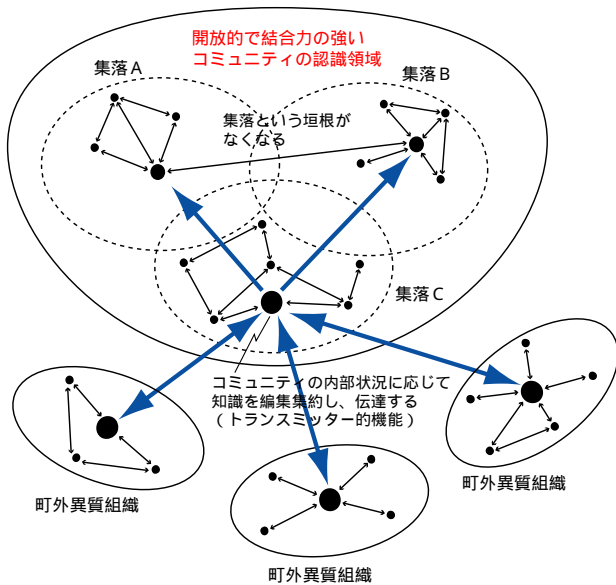 開放的で結合力の強い
コミュニティの認識領域
集落A
集落B
集落という垣根が
なくなる
集落C
コミュニティの内部状況に応じて
知識を編集集約し、伝達する
(トランスミッター的機能)
町外異質組織
町外異質組織
町外異質組織